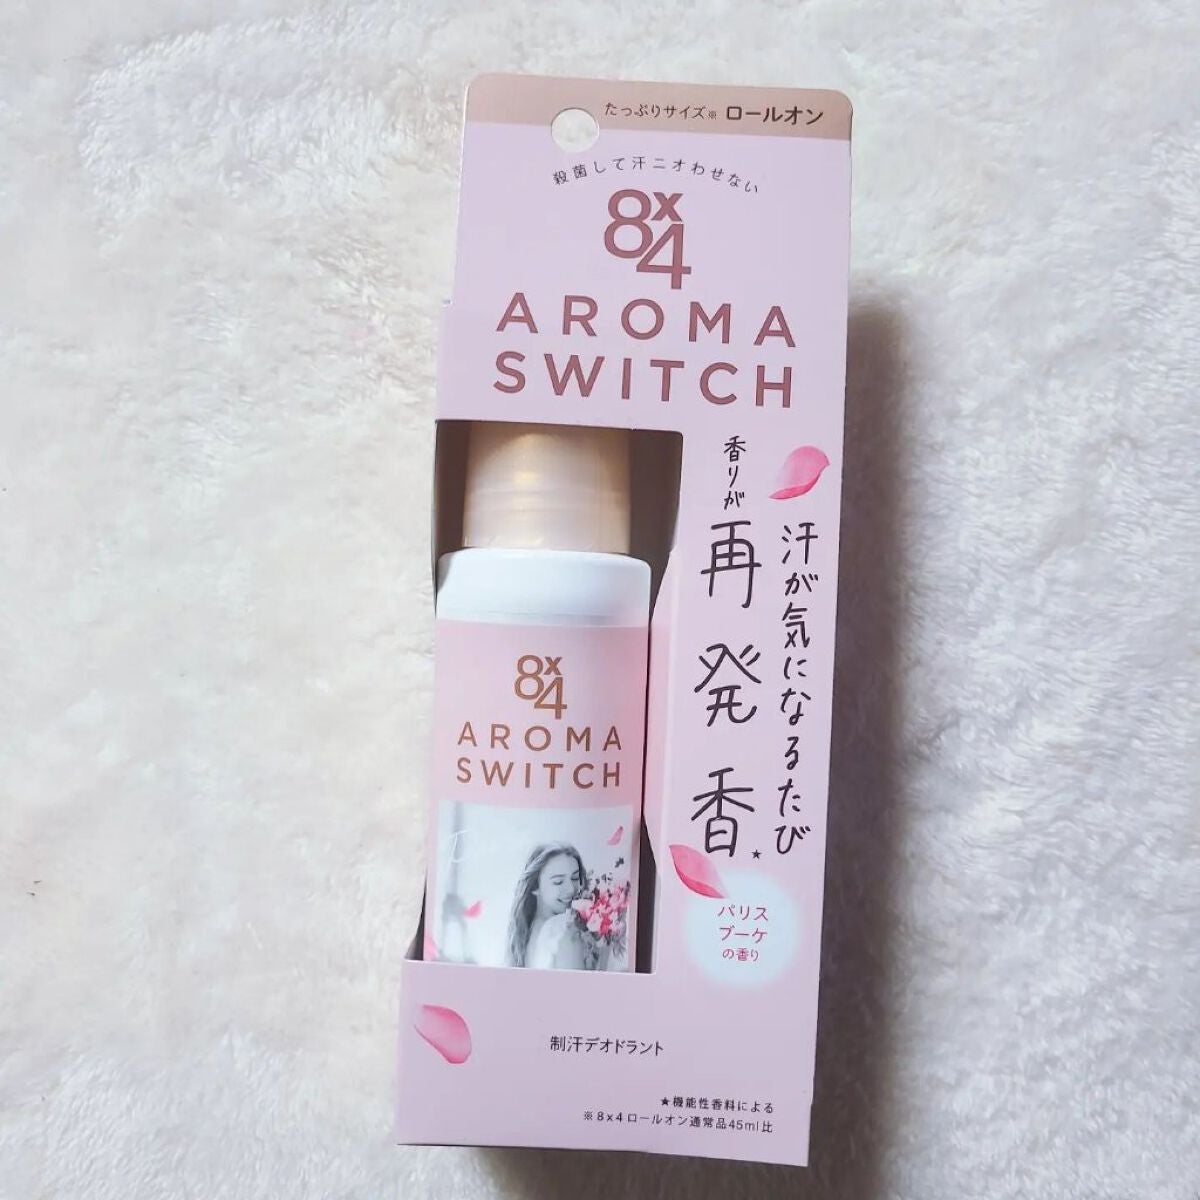 たっぷりサイズ※ ロールオン
殺菌して汗ニオわせない
8x4
AROMA
SWITCH
汗が気になるたび
香りが
再発香★
パリス
ブーケ
の香り
8x4
AROMA
SWITCH
制汗デオドラント
★機能性香料による
※8x4ロールオン通常品45ml比